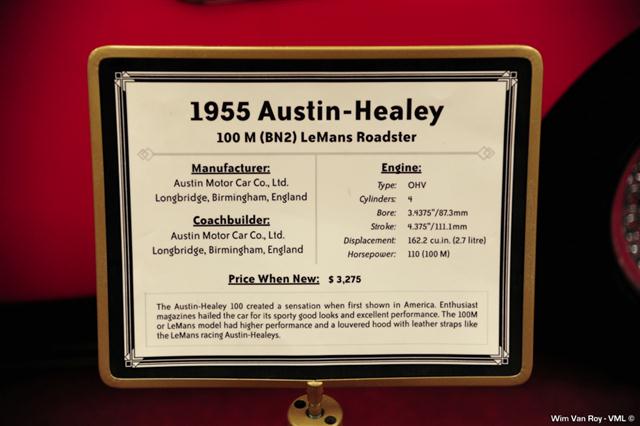 1955 Austin-Healey
100 M (BN2) LeMans Roadster
Manufacturer:
Austin Motor Car Co., Ltd.
Longbridge, Birmingham, England
Coachbuilder:
Austin Motor Car Co., Ltd.
Longbridge, Birmingham, England
Engine:
Type: OHV
Cylinders: 4
Bore: 3.4375"/87.3mm
Stroke: 4.375"/111.1mm
Displacement: 162.2 cu.in. (2.7 litre)
Horsepower: 110 (100 M)
Price When New: $ 3,275
The Austin-Healey 100 created a sensation when first shown in America. Enthusiast
magazines hailed the car for its sporty good looks and excellent performance. The 100M
or LeMans model had higher performance and a louvered hood with leather straps like
the LeMans racing Austin-Healeys.
Wim Van Roy - VML ©